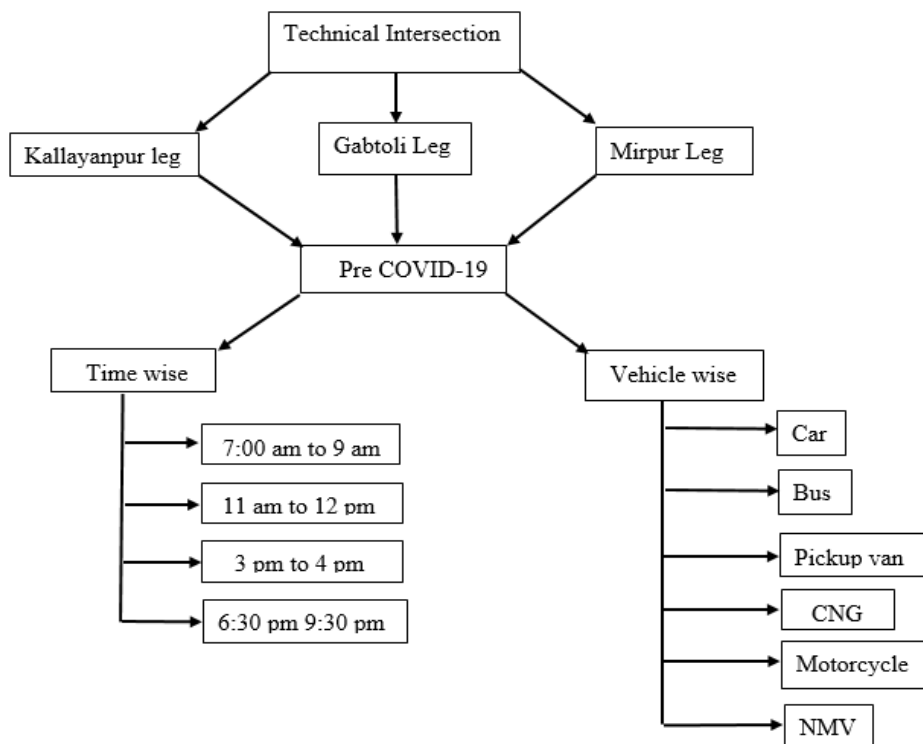 Technical Intersection
Kallayanpur leg
Gabtoli Leg
Mirpur Leg
Pre COVID-19
Time wise
Vehicle wise
7:00 am to 9 am
11 am to 12 pm
3 pm to 4 pm
6:30 pm 9:30 pm
Car
Bus
Pickup van
CNG
Motorcycle
NMV